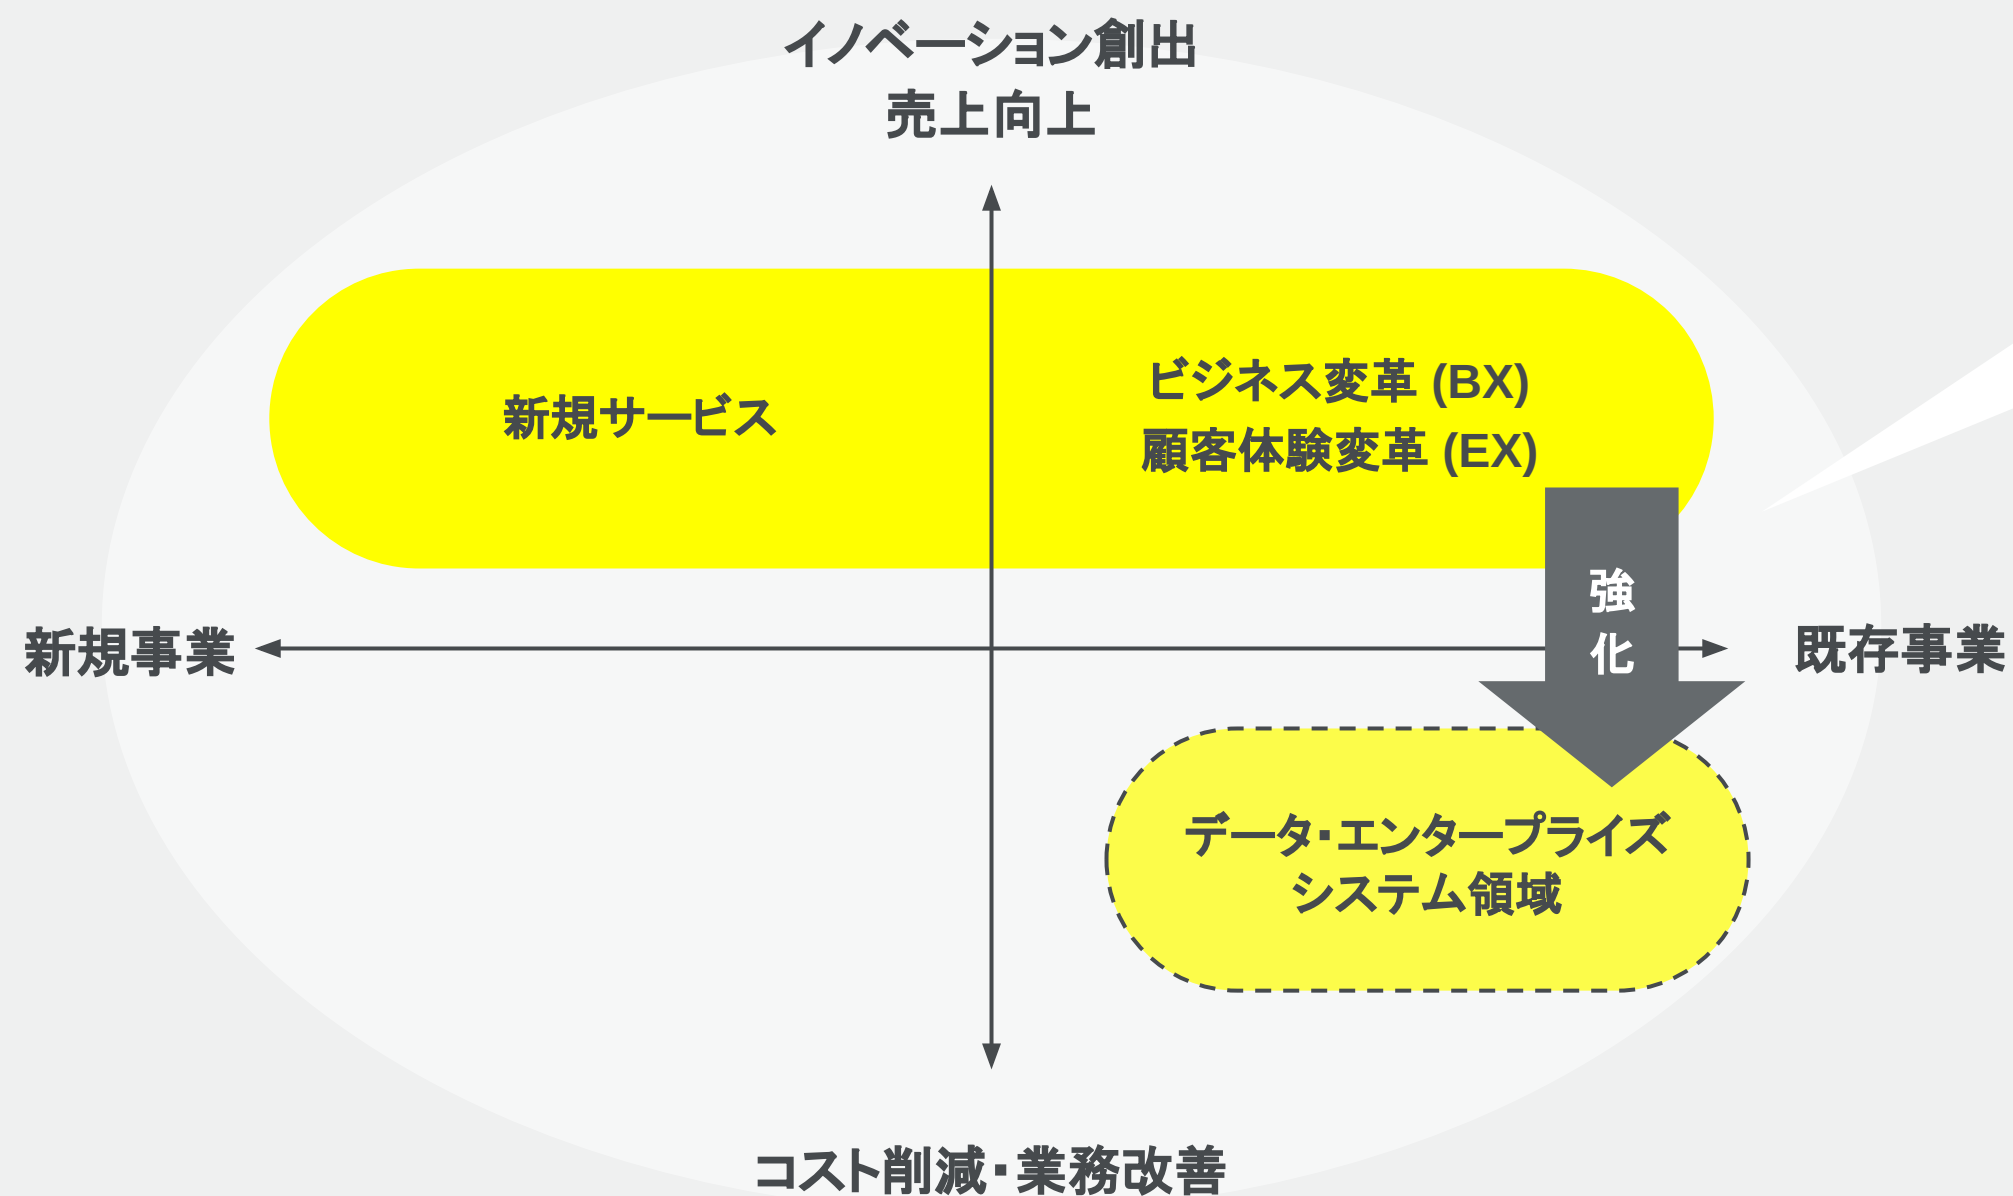 イノベーション創出
売上向上
新規サービス
ビジネス変革 (BX)
顧客体験変革 (EX)
強
化
新規事業
既存事業
データ・エンタープライズ
システム領域
コスト削減・業務改善